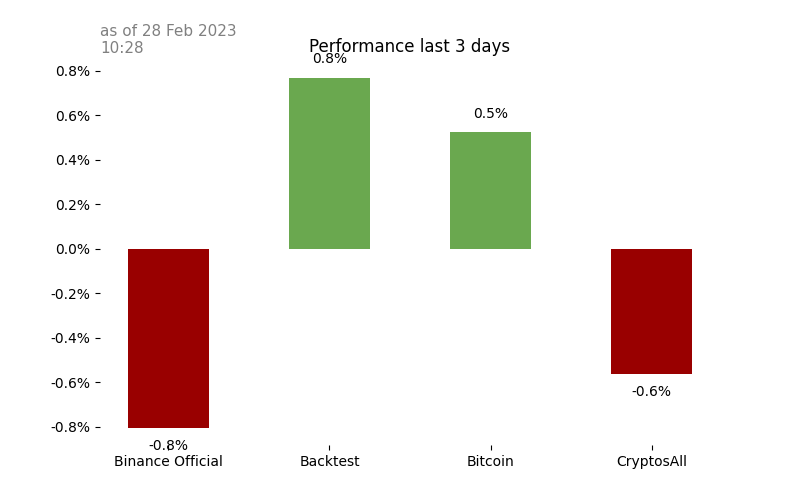 as of 28 Feb 2023
10:28
Performance last 3 days
0.8%
0.8%
0.6%
0.5%
0.4%
0.2%
0.0%
-0.2%
-0.4%
-0.6%
-0.6%
-0.8%
-0.8%
Binance Official
Backtest
Bitcoin
CryptosAll